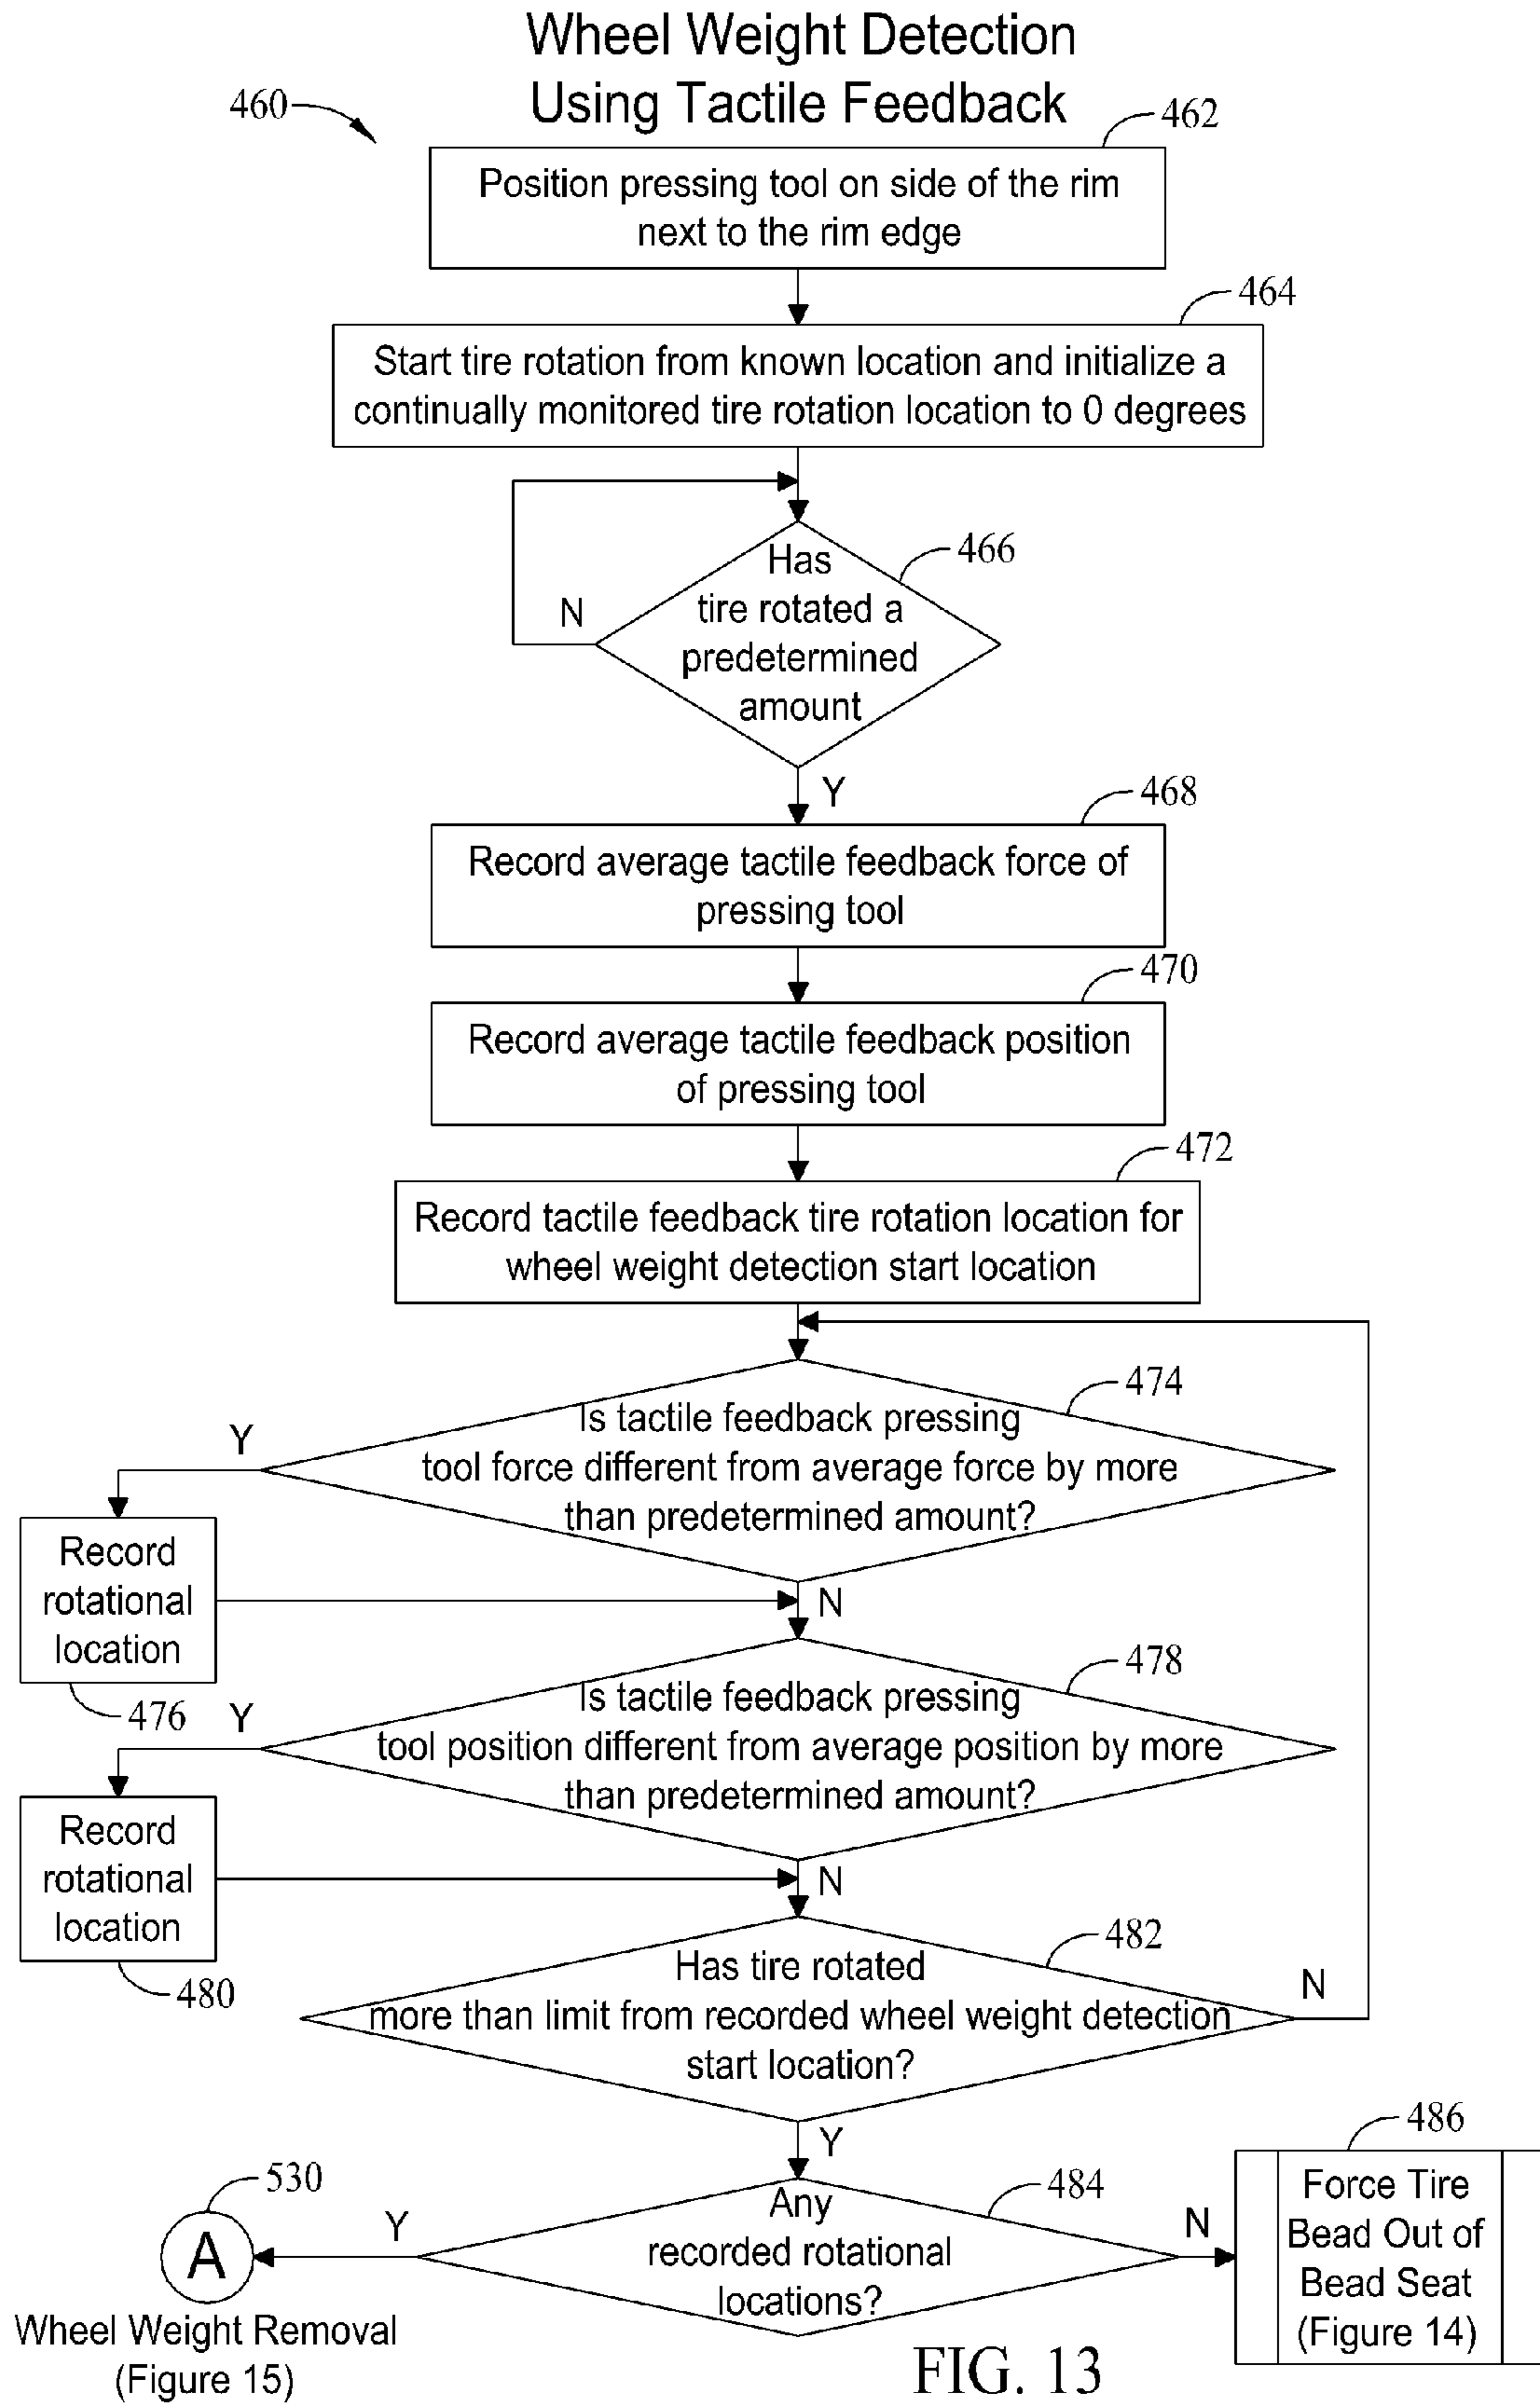 Wheel Weight Detection
Using Tactile Feedback
460
462
Position pressing tool on side of the rim
next to the rim edge
464
Start tire rotation from known location and initialize a
continually monitored tire rotation location to 0 degrees
466
Has
tire rotated a
predetermined
amount
N
Y
468
Record average tactile feedback force of
pressing tool
470
Record average tactile feedback position
of pressing tool
472
Record tactile feedback tire rotation location for
wheel weight detection start location
474
Is tactile feedback pressing
tool force different from average force by more
than predetermined amount?
Y
Record
rotational
location
476
N
478
Is tactile feedback pressing
tool position different from average position by more
than predetermined amount?
Y
Record
rotational
location
480
N
482
Has tire rotated
more than limit from recorded wheel weight detection
start location?
N
Y
484
Any
recorded rotational
locations?
Y
530
A
Wheel Weight Removal
(Figure 15)
N
486
Force Tire
Bead Out of
Bead Seat
(Figure 14)
FIG. 13